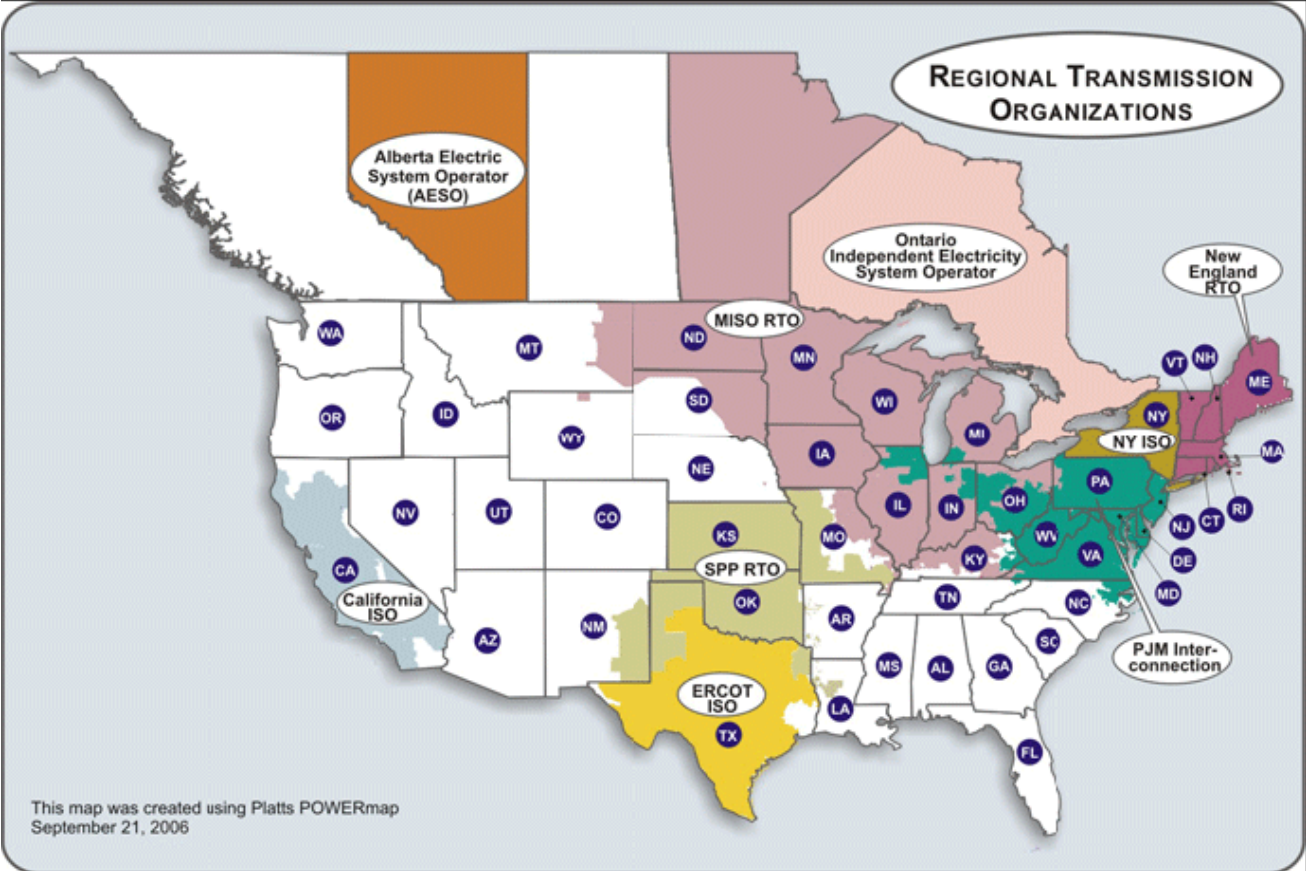 REGIONAL TRANSMISSION
ORGANIZATIONS
Alberta Electric
System Operator
(AESO)
Ontario
Independent Electricity
System Operator
New
England
RTO
MISO RTO
WA
MT
ND
MN
VT
NH
ME
OR
ID
WY
SD
WI
MI
NY
NY ISO
MA
IA
NE
PA
NV
UT
CO
IL
IN
OH
RI
CT
NJ
KS
MO
WV
VA
KY
DE
CA
SPP RTO
MD
California
ISO
OK
TN
NC
NM
AR
AZ
SC
PJM Inter-
connection
MS
AL
GA
ERCOT
ISO
LA
TX
FL
This map was created using Platts POWERmap
September 21, 2006